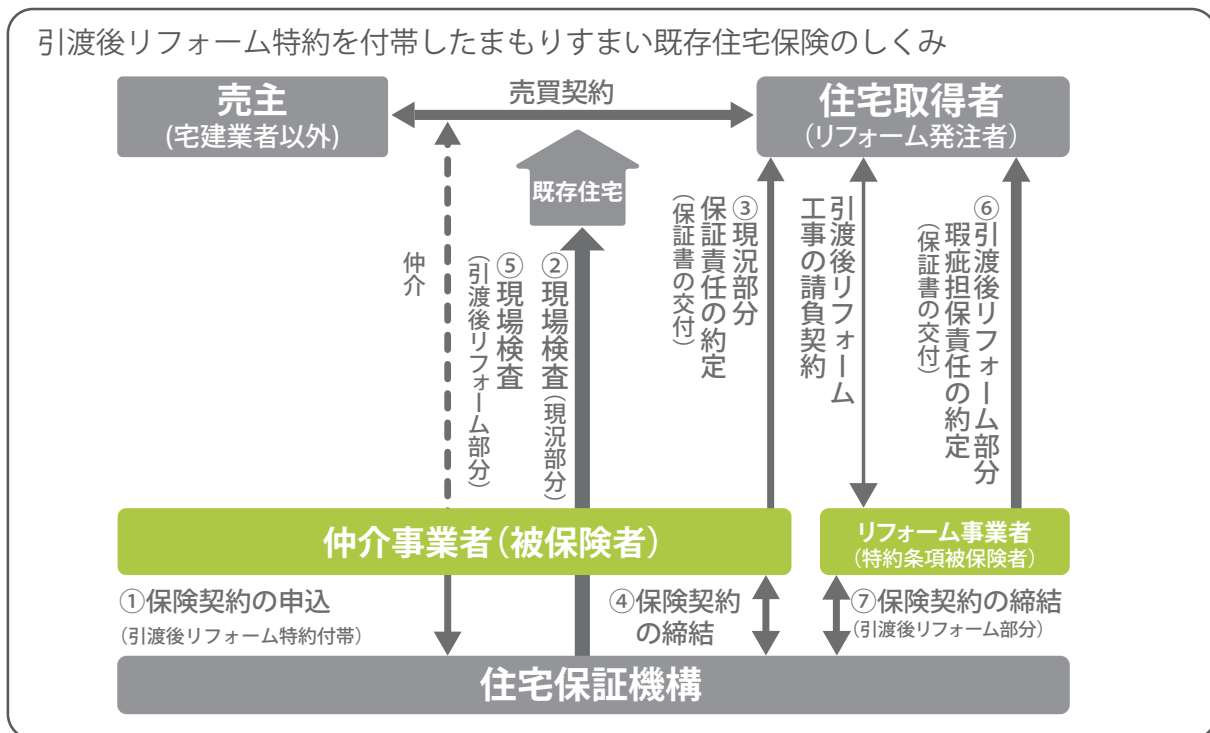 引渡後リフォーム特約を付帯したまもりすまい既存住宅保険のしくみ
売主
(宅建業者以外)
売買契約
住宅取得者
(リフォーム発注者)
既存住宅
仲介
⑤現場検査
(引渡後リフォーム部分)
②現場検査(現況部分)
③現況部分
保証責任の約定
(保証書の交付)
引渡後リフォーム
工事の請負契約
⑥引渡後リフォーム部分
瑕疵担保責任の約定
(保証書の交付)
仲介事業者(被保険者)
リフォーム事業者
(特約条項被保険者)
①保険契約の申込
(引渡後リフォーム特約付帯)
④保険契約
の締結
⑦保険契約の締結
(引渡後リフォーム部分)
住宅保証機構